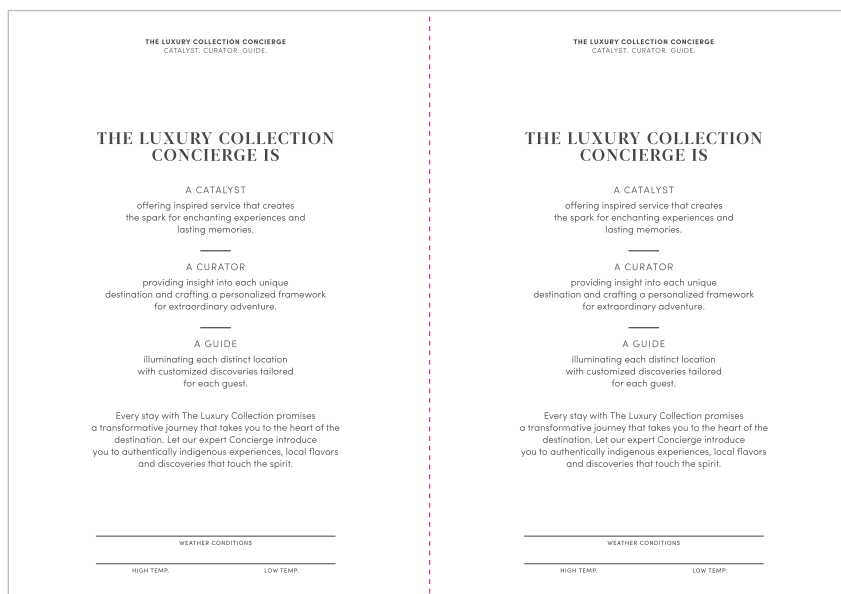 THE LUXURY COLLECTION CONCIERGE
CATALYST. CURATOR. GUIDE.
THE LUXURY COLLECTION
CONCIERGE IS
A CATALYST
offering inspired service that creates
the spark for enchanting experiences and
lasting memories.
A CURATOR
providing insight into each unique
destination and crafting a personalized framework
for extraordinary adventure.
A GUIDE
illuminating each distinct location
with customized discoveries tailored
for each guest.
Every stay with The Luxury Collection promises
a transformative journey that takes you to the heart of the
destination. Let our expert Concierge introduce
you to authentically indigenous experiences, local flavors
and discoveries that touch the spirit.
WEATHER CONDITIONS
HIGH TEMP.
LOW TEMP.
THE LUXURY COLLECTION CONCIERGE
CATALYST. CURATOR. GUIDE.
THE LUXURY COLLECTION
CONCIERGE IS
A CATALYST
offering inspired service that creates
the spark for enchanting experiences and
lasting memories.
A CURATOR
providing insight into each unique
destination and crafting a personalized framework
for extraordinary adventure.
A GUIDE
illuminating each distinct location
with customized discoveries tailored
for each guest.
Every stay with The Luxury Collection promises
a transformative journey that takes you to the heart of the
destination. Let our expert Concierge introduce
you to authentically indigenous experiences, local flavors
and discoveries that touch the spirit.
WEATHER CONDITIONS
HIGH TEMP.
LOW TEMP.